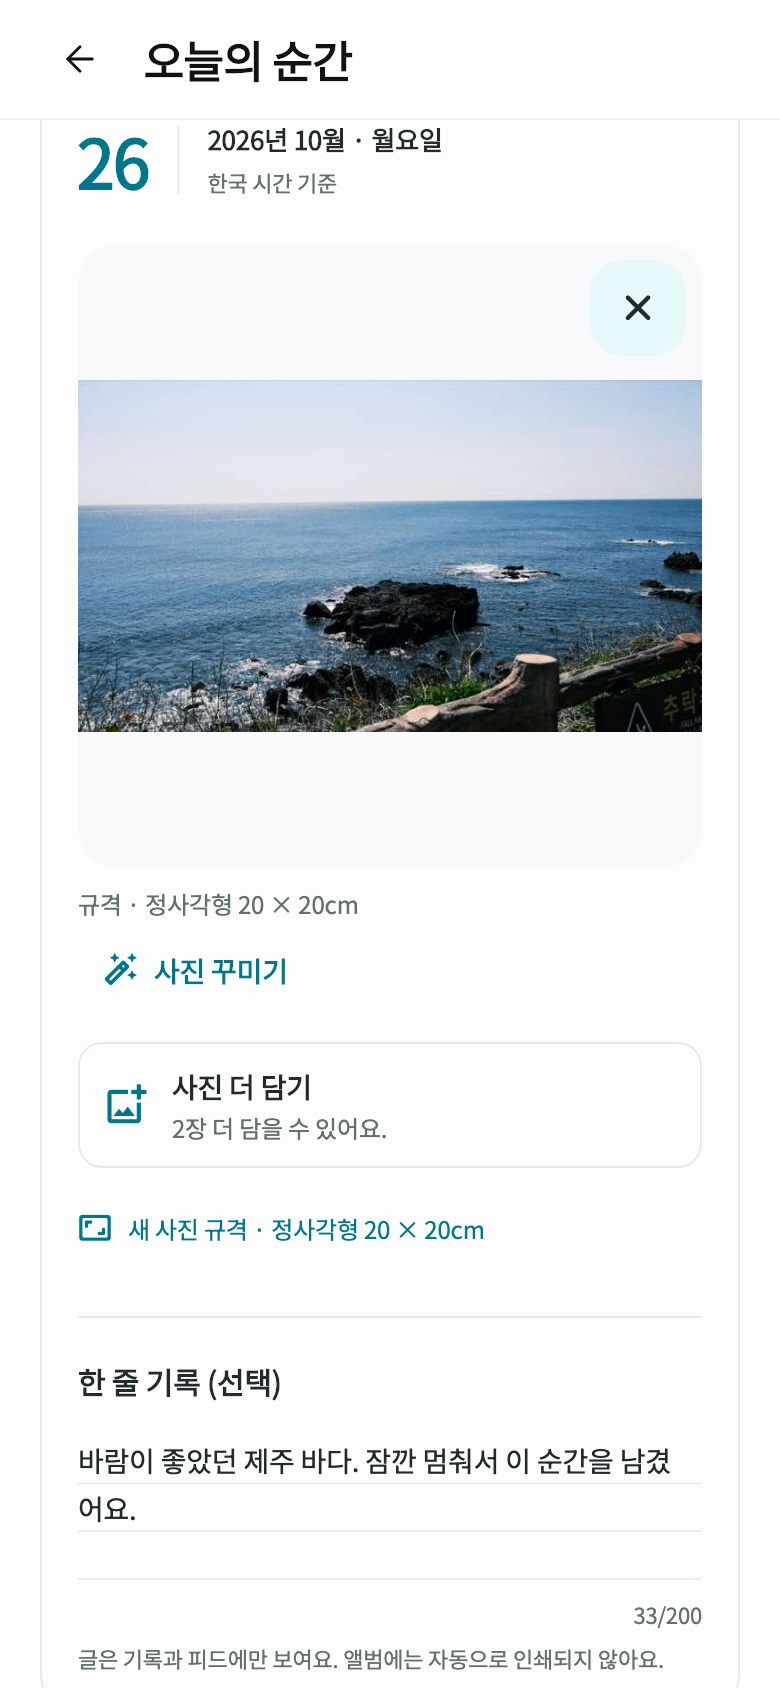 오늘의 순간
26
2026년 10월 · 월요일
한국 시간 기준
추락
규격 · 정사각형 20 × 20cm
사진 꾸미기
사진 더 담기
2장 더 담을 수 있어요.
새 사진 규격 · 정사각형 20 × 20cm
한 줄 기록 (선택)
바람이 좋았던 제주 바다. 잠깐 멈춰서 이 순간을 남겼
어요.
33/200
글은 기록과 피드에만 보여요. 앨범에는 자동으로 인쇄되지 않아요.